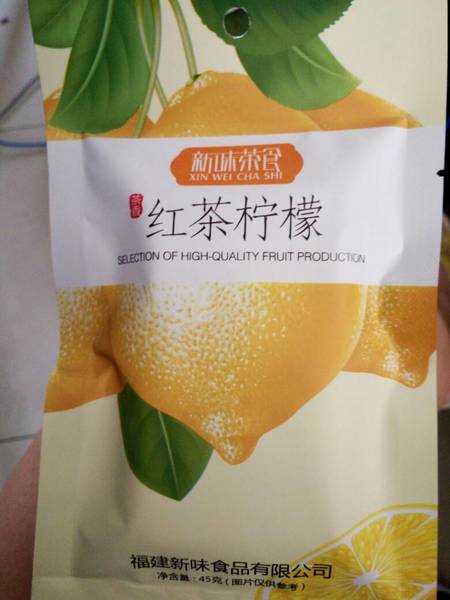 新味茶食
XIN WEI CHA SHI
茶香
红茶柠檬
SELECTION OF HIGH-QUALITY FRUIT PRODUCTION
福建新味食品有限公司
净含量：45克（图片仅供参考）